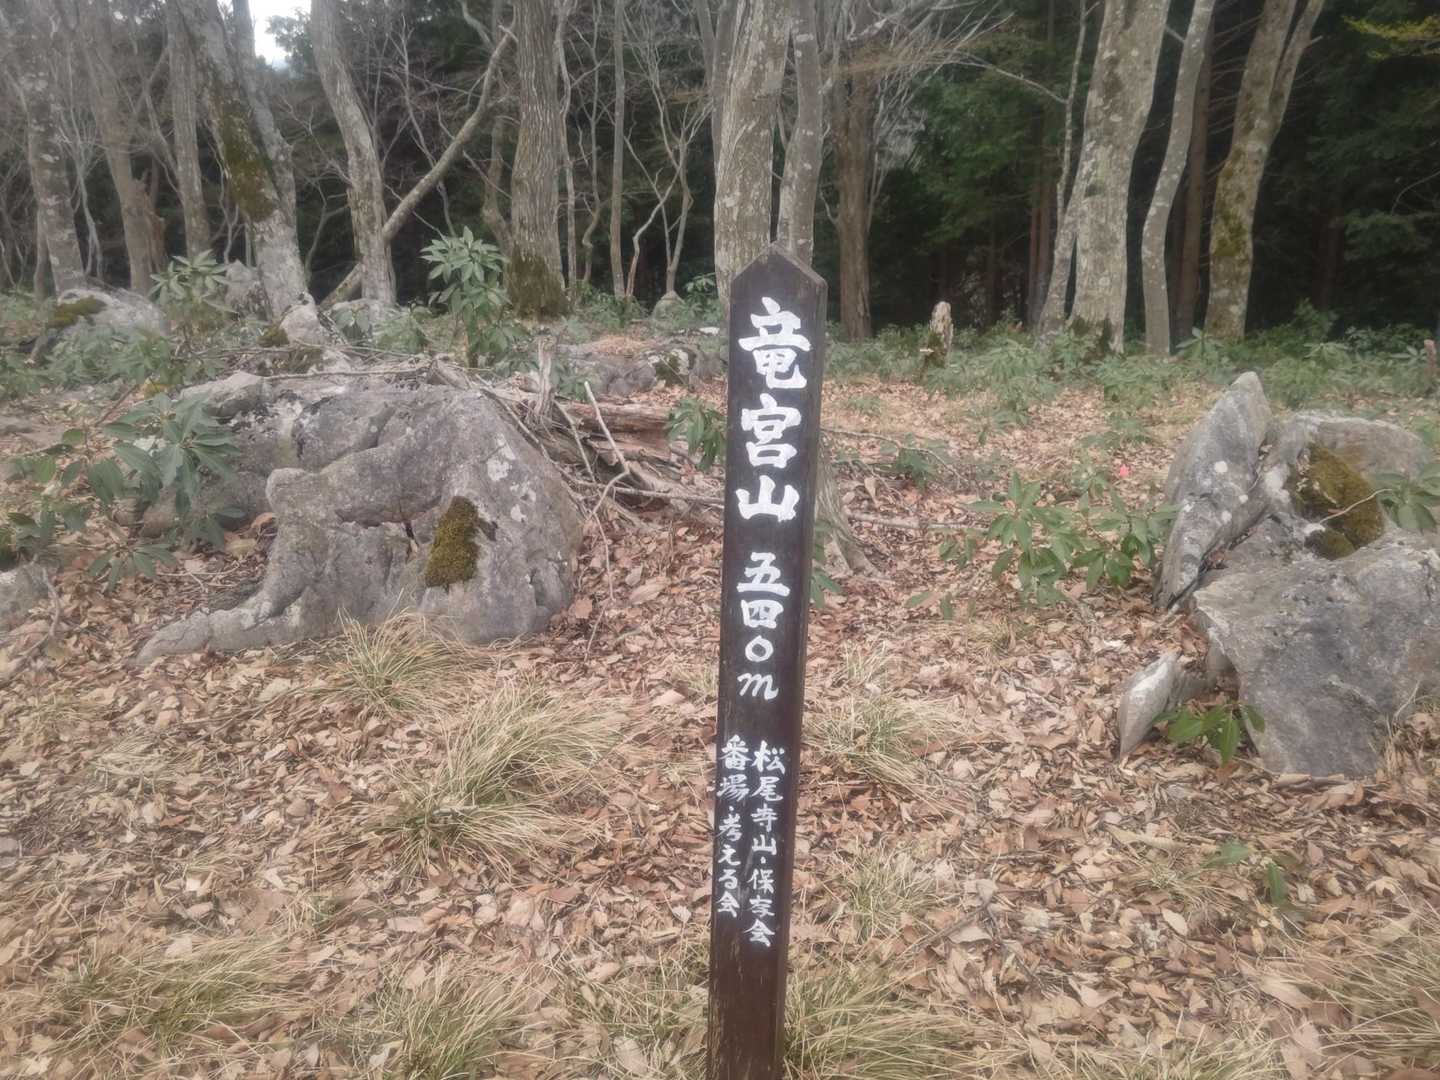 竜宮山 五四〇m
松尾寺山・保存会
番場・考える会